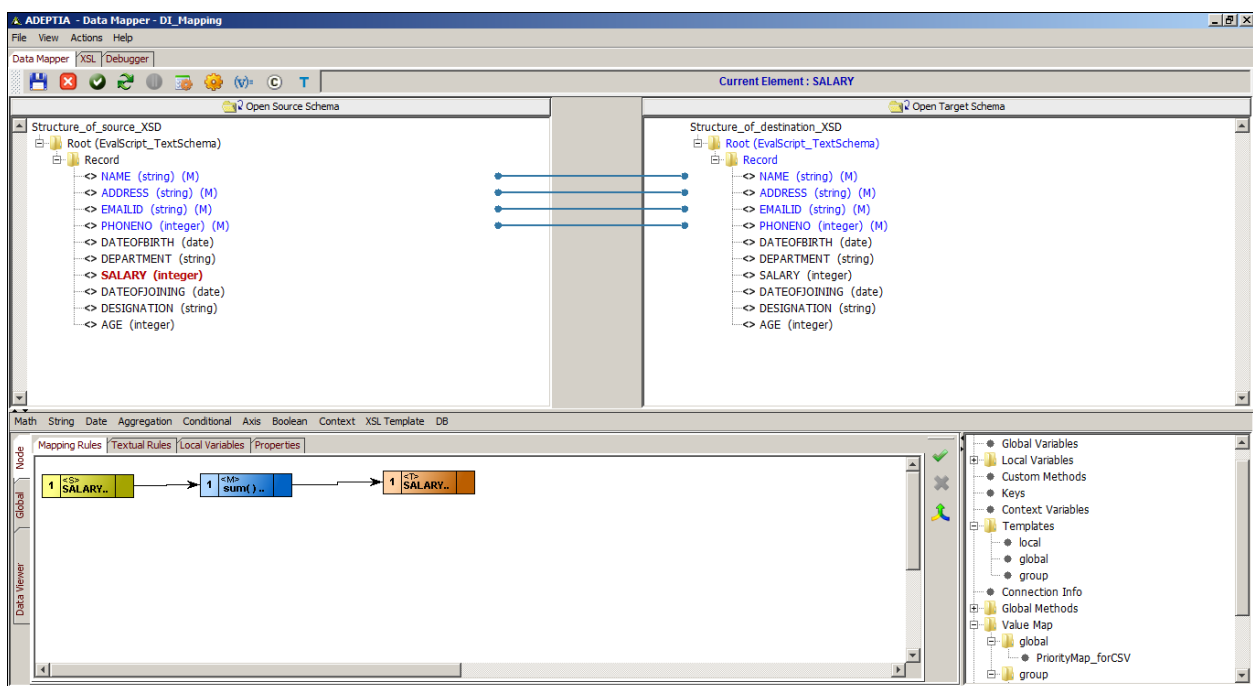 ADEPTIA - Data Mapper - DI_Mapping
File View Actions Help
Data Mapper XSL Debugger
(v)= C T Current Element : SALARY
Open Source Schema
Open Target Schema
Structure_of_source_XSD
Root (EvalScript_TextSchema)
Record
<> NAME (string) (M)
<> ADDRESS (string) (M)
<> EMAILID (string) (M)
<> PHONENO (integer) (M)
<> DATEOFBIRTH (date)
<> DEPARTMENT (string)
<> SALARY (integer)
<> DATEOFJOINING (date)
<> DESIGNATION (string)
<> AGE (integer)
Structure_of_destination_XSD
Root (EvalScript_TextSchema)
Record
<> NAME (string) (M)
<> ADDRESS (string) (M)
<> EMAILID (string) (M)
<> PHONENO (integer) (M)
<> DATEOFBIRTH (date)
<> DEPARTMENT (string)
<> SALARY (integer)
<> DATEOFJOINING (date)
<> DESIGNATION (string)
<> AGE (integer)
Math String Date Aggregation Conditional Axis Boolean Context XSL Template DB
Node
Global
Data Viewer
Mapping Rules Textual Rules Local Variables Properties
1 <S> SALARY..
1 <M> sum() ..
1 <T> SALARY..
Global Variables
Local Variables
Custom Methods
Keys
Context Variables
Templates
local
global
group
Connection Info
Global Methods
Value Map
global
PriorityMap_forCSV
group